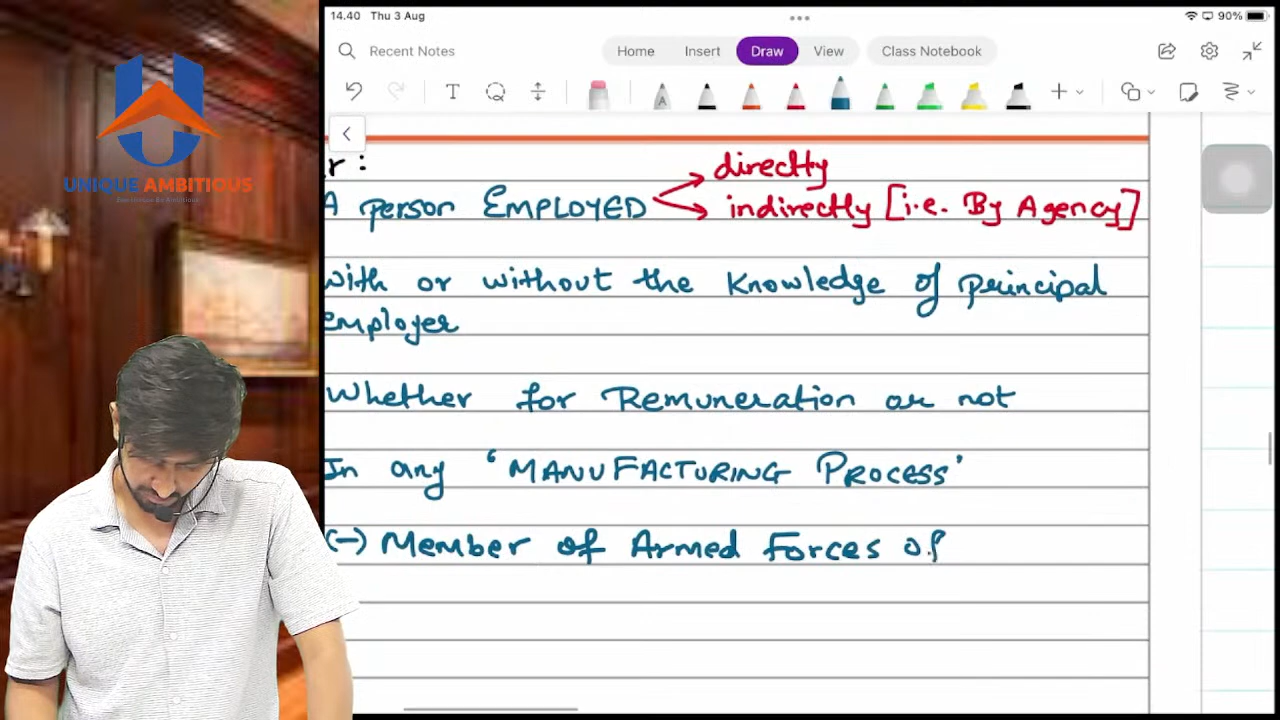 14.40 Thu 3 Aug
90%
Recent Notes
Home Insert Draw View Class Notebook
UNIQUE AMBITIOUS
r :
directly
A person EMPLOYED
indirectly [i.e. By Agency]
with or without the knowledge of principal
employer
Whether for Remuneration or not
In any 'MANUFACTURING PROCESS'
(-) Member of Armed Forces of